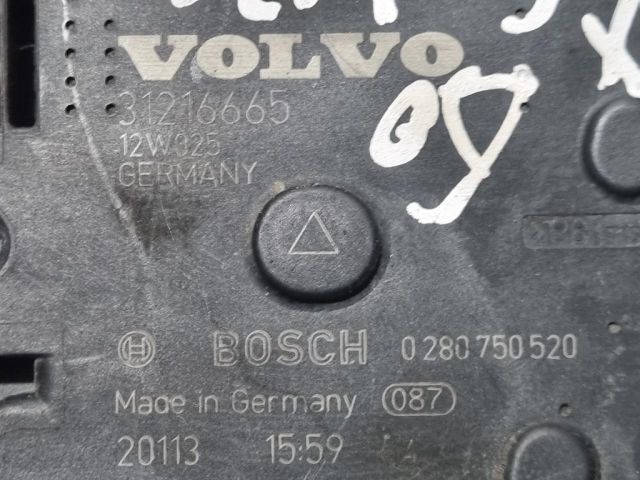 VOLVO
31216665
12W025
GERMANY
BOSCH 0 280 750 520
Made in Germany 087
20113 15:59